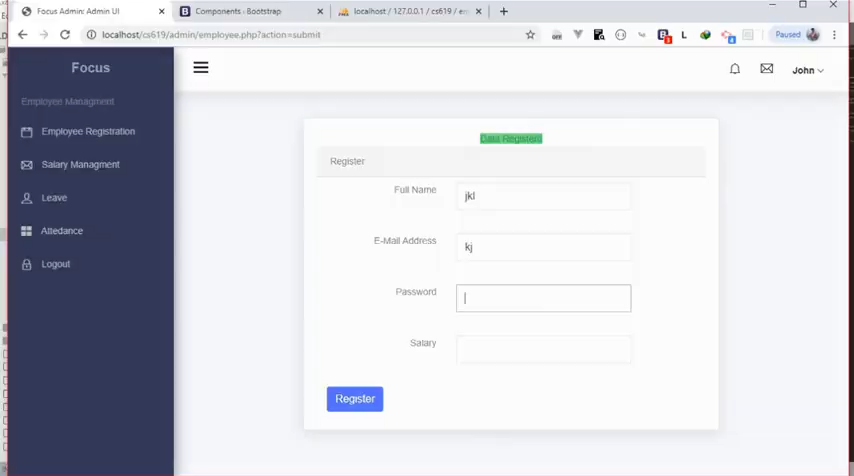 Focus Admin: Admin UI
Components · Bootstrap
localhost / 127.0.0.1 / cs619 / em
localhost/cs619/admin/employee.php?action=submit
Paused
Focus
John
Employee Managment
Employee Registration
Salary Managment
Leave
Attedance
Logout
Data Registerd
Register
Full Name
jkl
E-Mail Address
kj
Password
Salary
Register